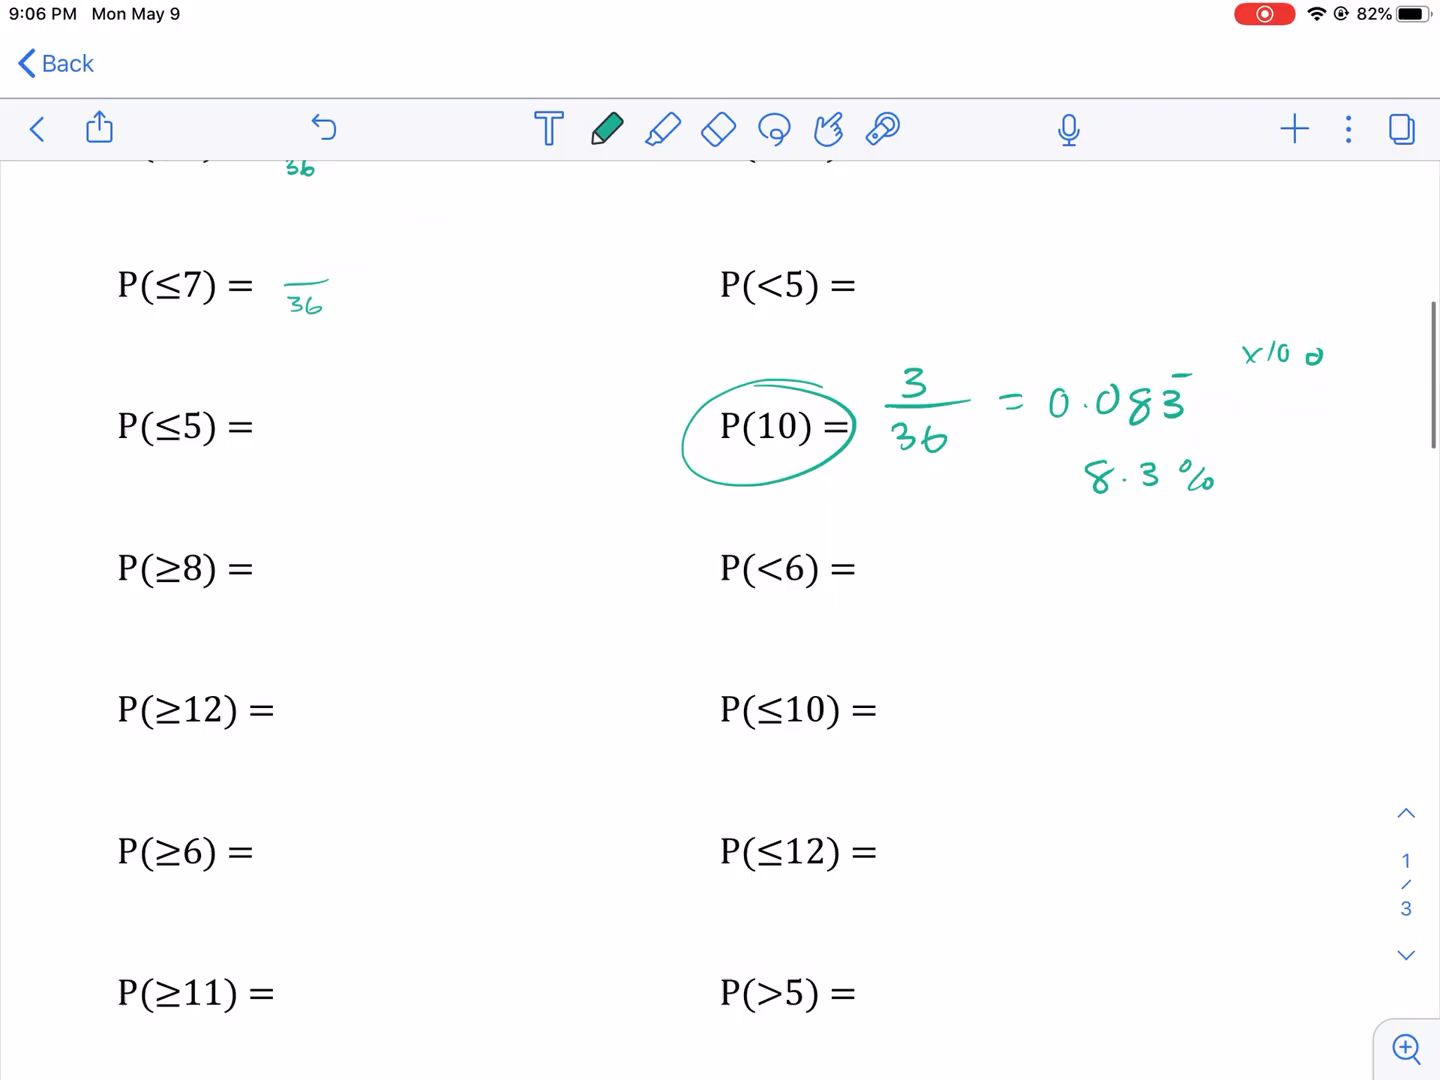 9:06 PM Mon May 9
82%
Back
T
36
P(≤7) = /36
P(<5) =
x100
P(≤5) =
P(10) = 3/36 = 0.083̄
8.3 %
P(≥8) =
P(<6) =
P(≥12) =
P(≤10) =
P(≥6) =
P(≤12) =
1
/
3
P(≥11) =
P(>5) =